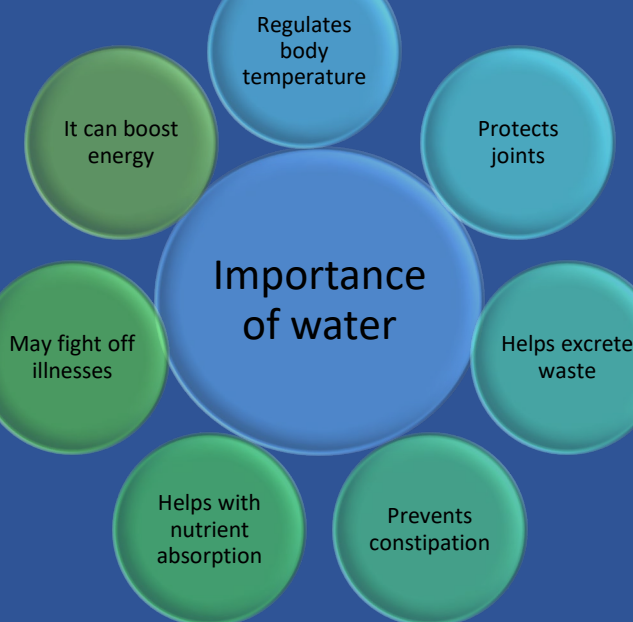 Regulates
body
temperature
It can boost
energy
Protects
joints
Importance
of water
May fight off
illnesses
Helps excrete
waste
Helps with
nutrient
absorption
Prevents
constipation